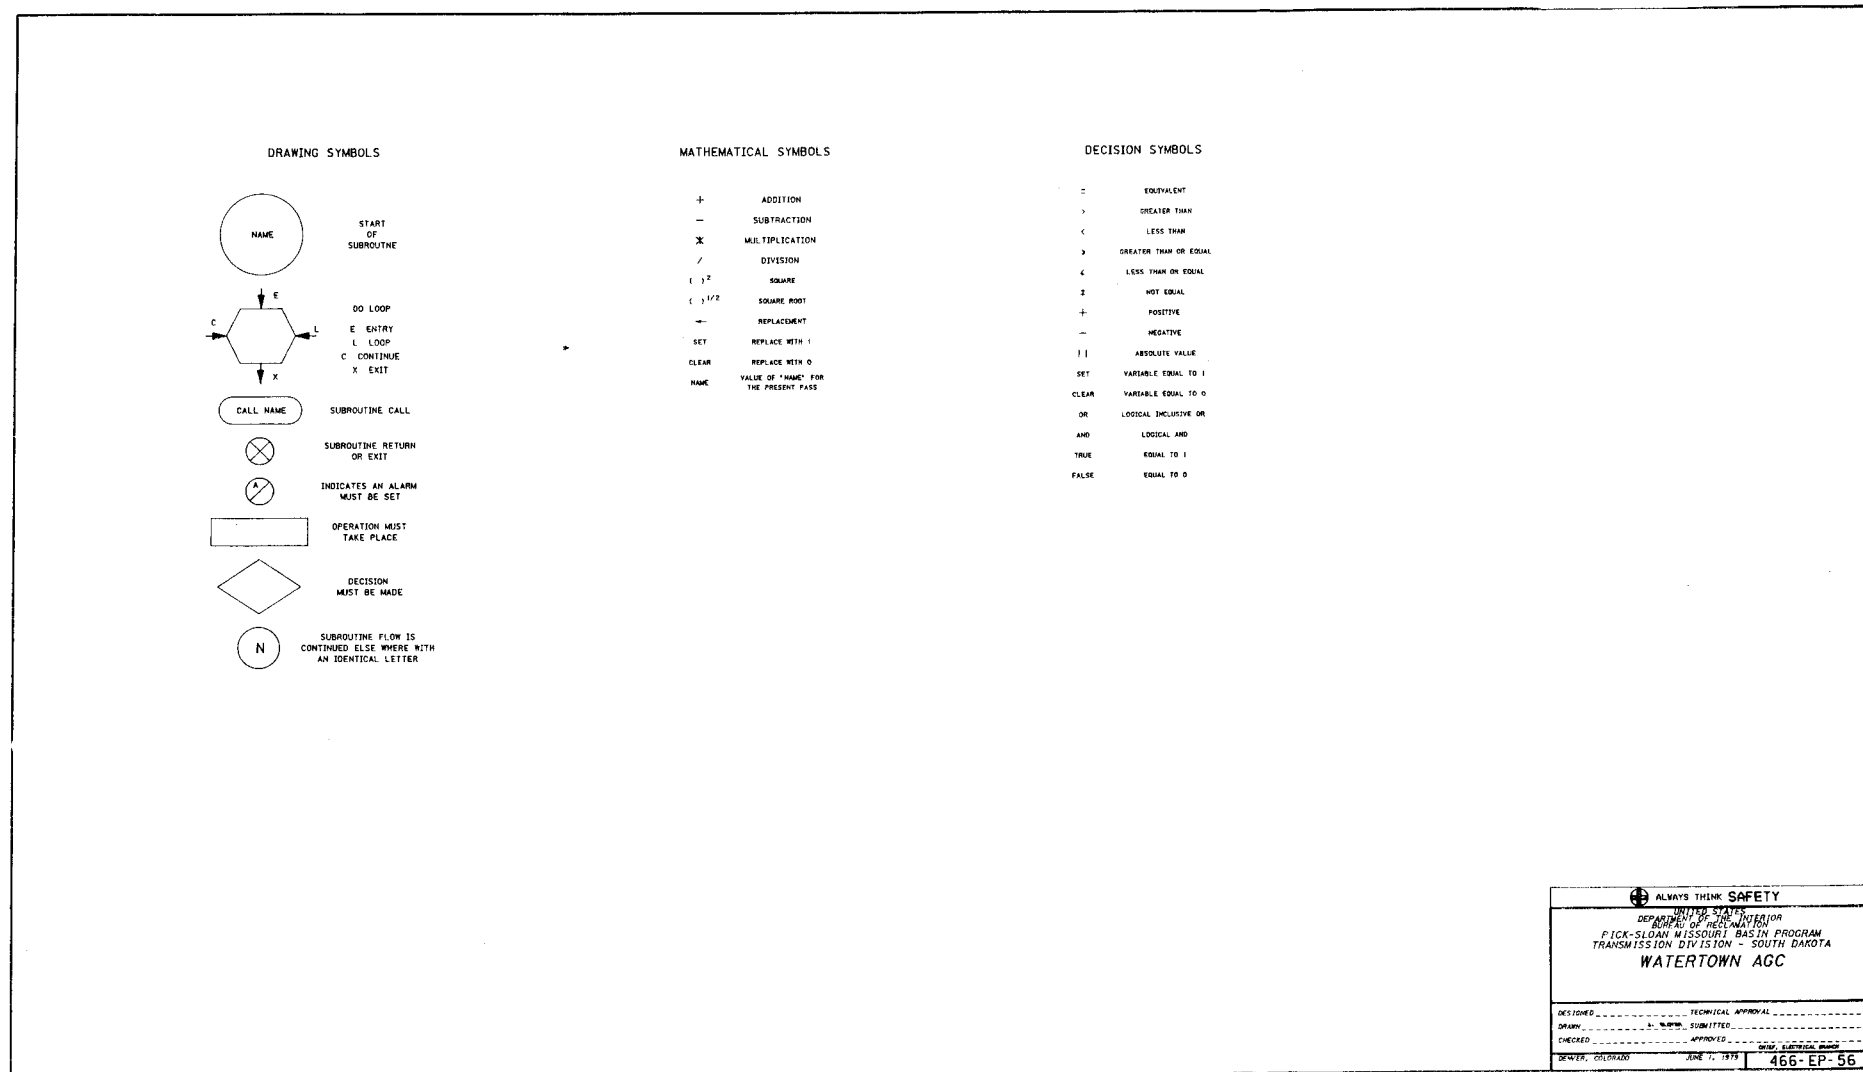 DRAWING SYMBOLS
NAME
START
OF
SUBROUTNE
E
C
L
X
DO LOOP
E ENTRY
L LOOP
C CONTINUE
X EXIT
CALL NAME
SUBROUTINE CALL
SUBROUTINE RETURN
OR EXIT
A
INDICATES AN ALARM
MUST BE SET
OPERATION MUST
TAKE PLACE
DECISION
MUST BE MADE
N
SUBROUTINE FLOW IS
CONTINUED ELSE WHERE WITH
AN IDENTICAL LETTER
MATHEMATICAL SYMBOLS
+ ADDITION
− SUBTRACTION
* MULTIPLICATION
/ DIVISION
( )2 SQUARE
( )1/2 SQUARE ROOT
← REPLACEMENT
SET REPLACE WITH 1
CLEAR REPLACE WITH 0
NAME VALUE OF "NAME" FOR
THE PRESENT PASS
DECISION SYMBOLS
= EQUIVALENT
> GREATER THAN
< LESS THAN
≥ GREATER THAN OR EQUAL
≤ LESS THAN OR EQUAL
≠ NOT EQUAL
+ POSITIVE
− NEGATIVE
| | ABSOLUTE VALUE
SET VARIABLE EQUAL TO 1
CLEAR VARIABLE EQUAL TO 0
OR LOGICAL INCLUSIVE OR
AND LOGICAL AND
TRUE EQUAL TO 1
FALSE EQUAL TO 0
ALWAYS THINK SAFETY
UNITED STATES
DEPARTMENT OF THE INTERIOR
BUREAU OF RECLAMATION
PICK-SLOAN MISSOURI BASIN PROGRAM
TRANSMISSION DIVISION - SOUTH DAKOTA
WATERTOWN AGC
DESIGNED TECHNICAL APPROVAL
DRAWN SUBMITTED
CHECKED APPROVED
CHIEF, ELECTRICAL BRANCH
DENVER, COLORADO JUNE 1, 1979 466-EP-56